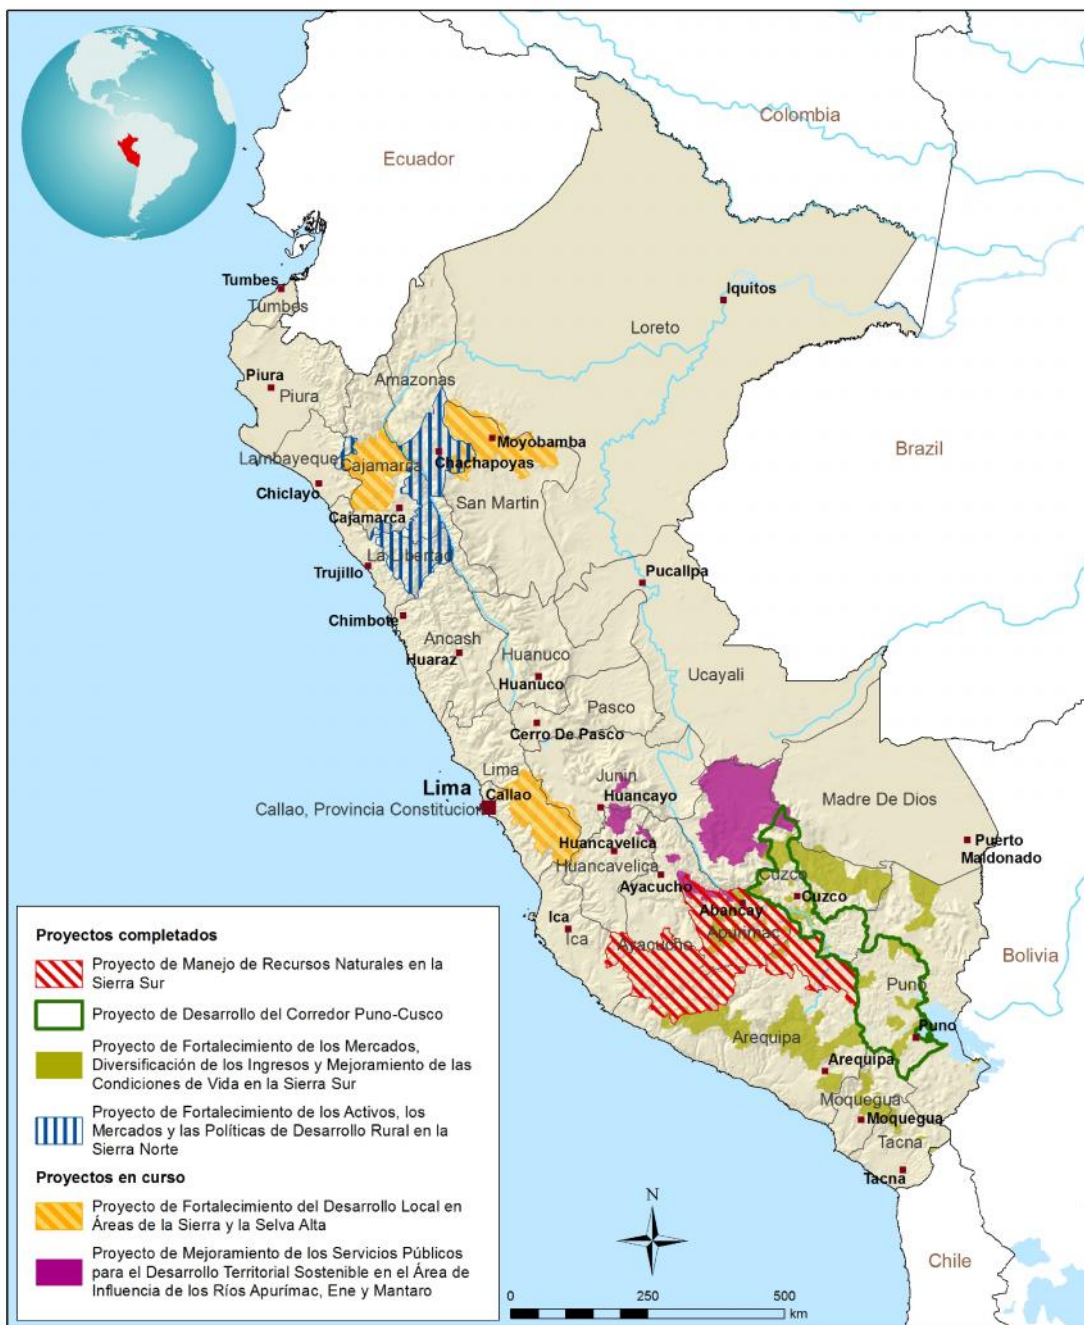 Colombia
Ecuador
Tumbes
Tumbes
Iquitos
Loreto
Piura
Piura
Amazonas
Moyobamba
Brazil
Lambayeque
Cajamarca
Chachapoyas
Chiclayo
San Martin
Cajamarca
La Libertad
Trujillo
Pucallpa
Chimbote
Ancash
Huaraz
Huanuco
Huanuco
Ucayali
Pasco
Cerro De Pasco
Lima
Lima
Callao
Callao, Provincia Constitucion
Junin
Huancayo
Madre De Dios
Huancavelica
Huancavelica
Puerto
Maldonado
Ayacucho
Cuzco
Cuzco
Abancay
Ica
Ica
Ayacucho
Apurimac
Bolivia
Puno
Puno
Arequipa
Arequipa
Moquegua
Moquegua
Tacna
Tacna
Chile
Proyectos completados
Proyecto de Manejo de Recursos Naturales en la
Sierra Sur
Proyecto de Desarrollo del Corredor Puno-Cusco
Proyecto de Fortalecimiento de los Mercados,
Diversificación de los Ingresos y Mejoramiento de las
Condiciones de Vida en la Sierra Sur
Proyecto de Fortalecimiento de los Activos, los
Mercados y las Políticas de Desarrollo Rural en la
Sierra Norte
Proyectos en curso
Proyecto de Fortalecimiento del Desarrollo Local en
Áreas de la Sierra y la Selva Alta
Proyecto de Mejoramiento de los Servicios Públicos
para el Desarrollo Territorial Sostenible en el Área de
Influencia de los Ríos Apurímac, Ene y Mantaro
N
0 250 500
km